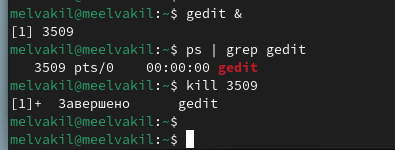 melvakil@meelvakil:~$ gedit &
[1] 3509
melvakil@meelvakil:~$ ps | grep gedit
   3509 pts/0    00:00:00 gedit
melvakil@meelvakil:~$ kill 3509
[1]+  Завершено      gedit
melvakil@meelvakil:~$
melvakil@meelvakil:~$